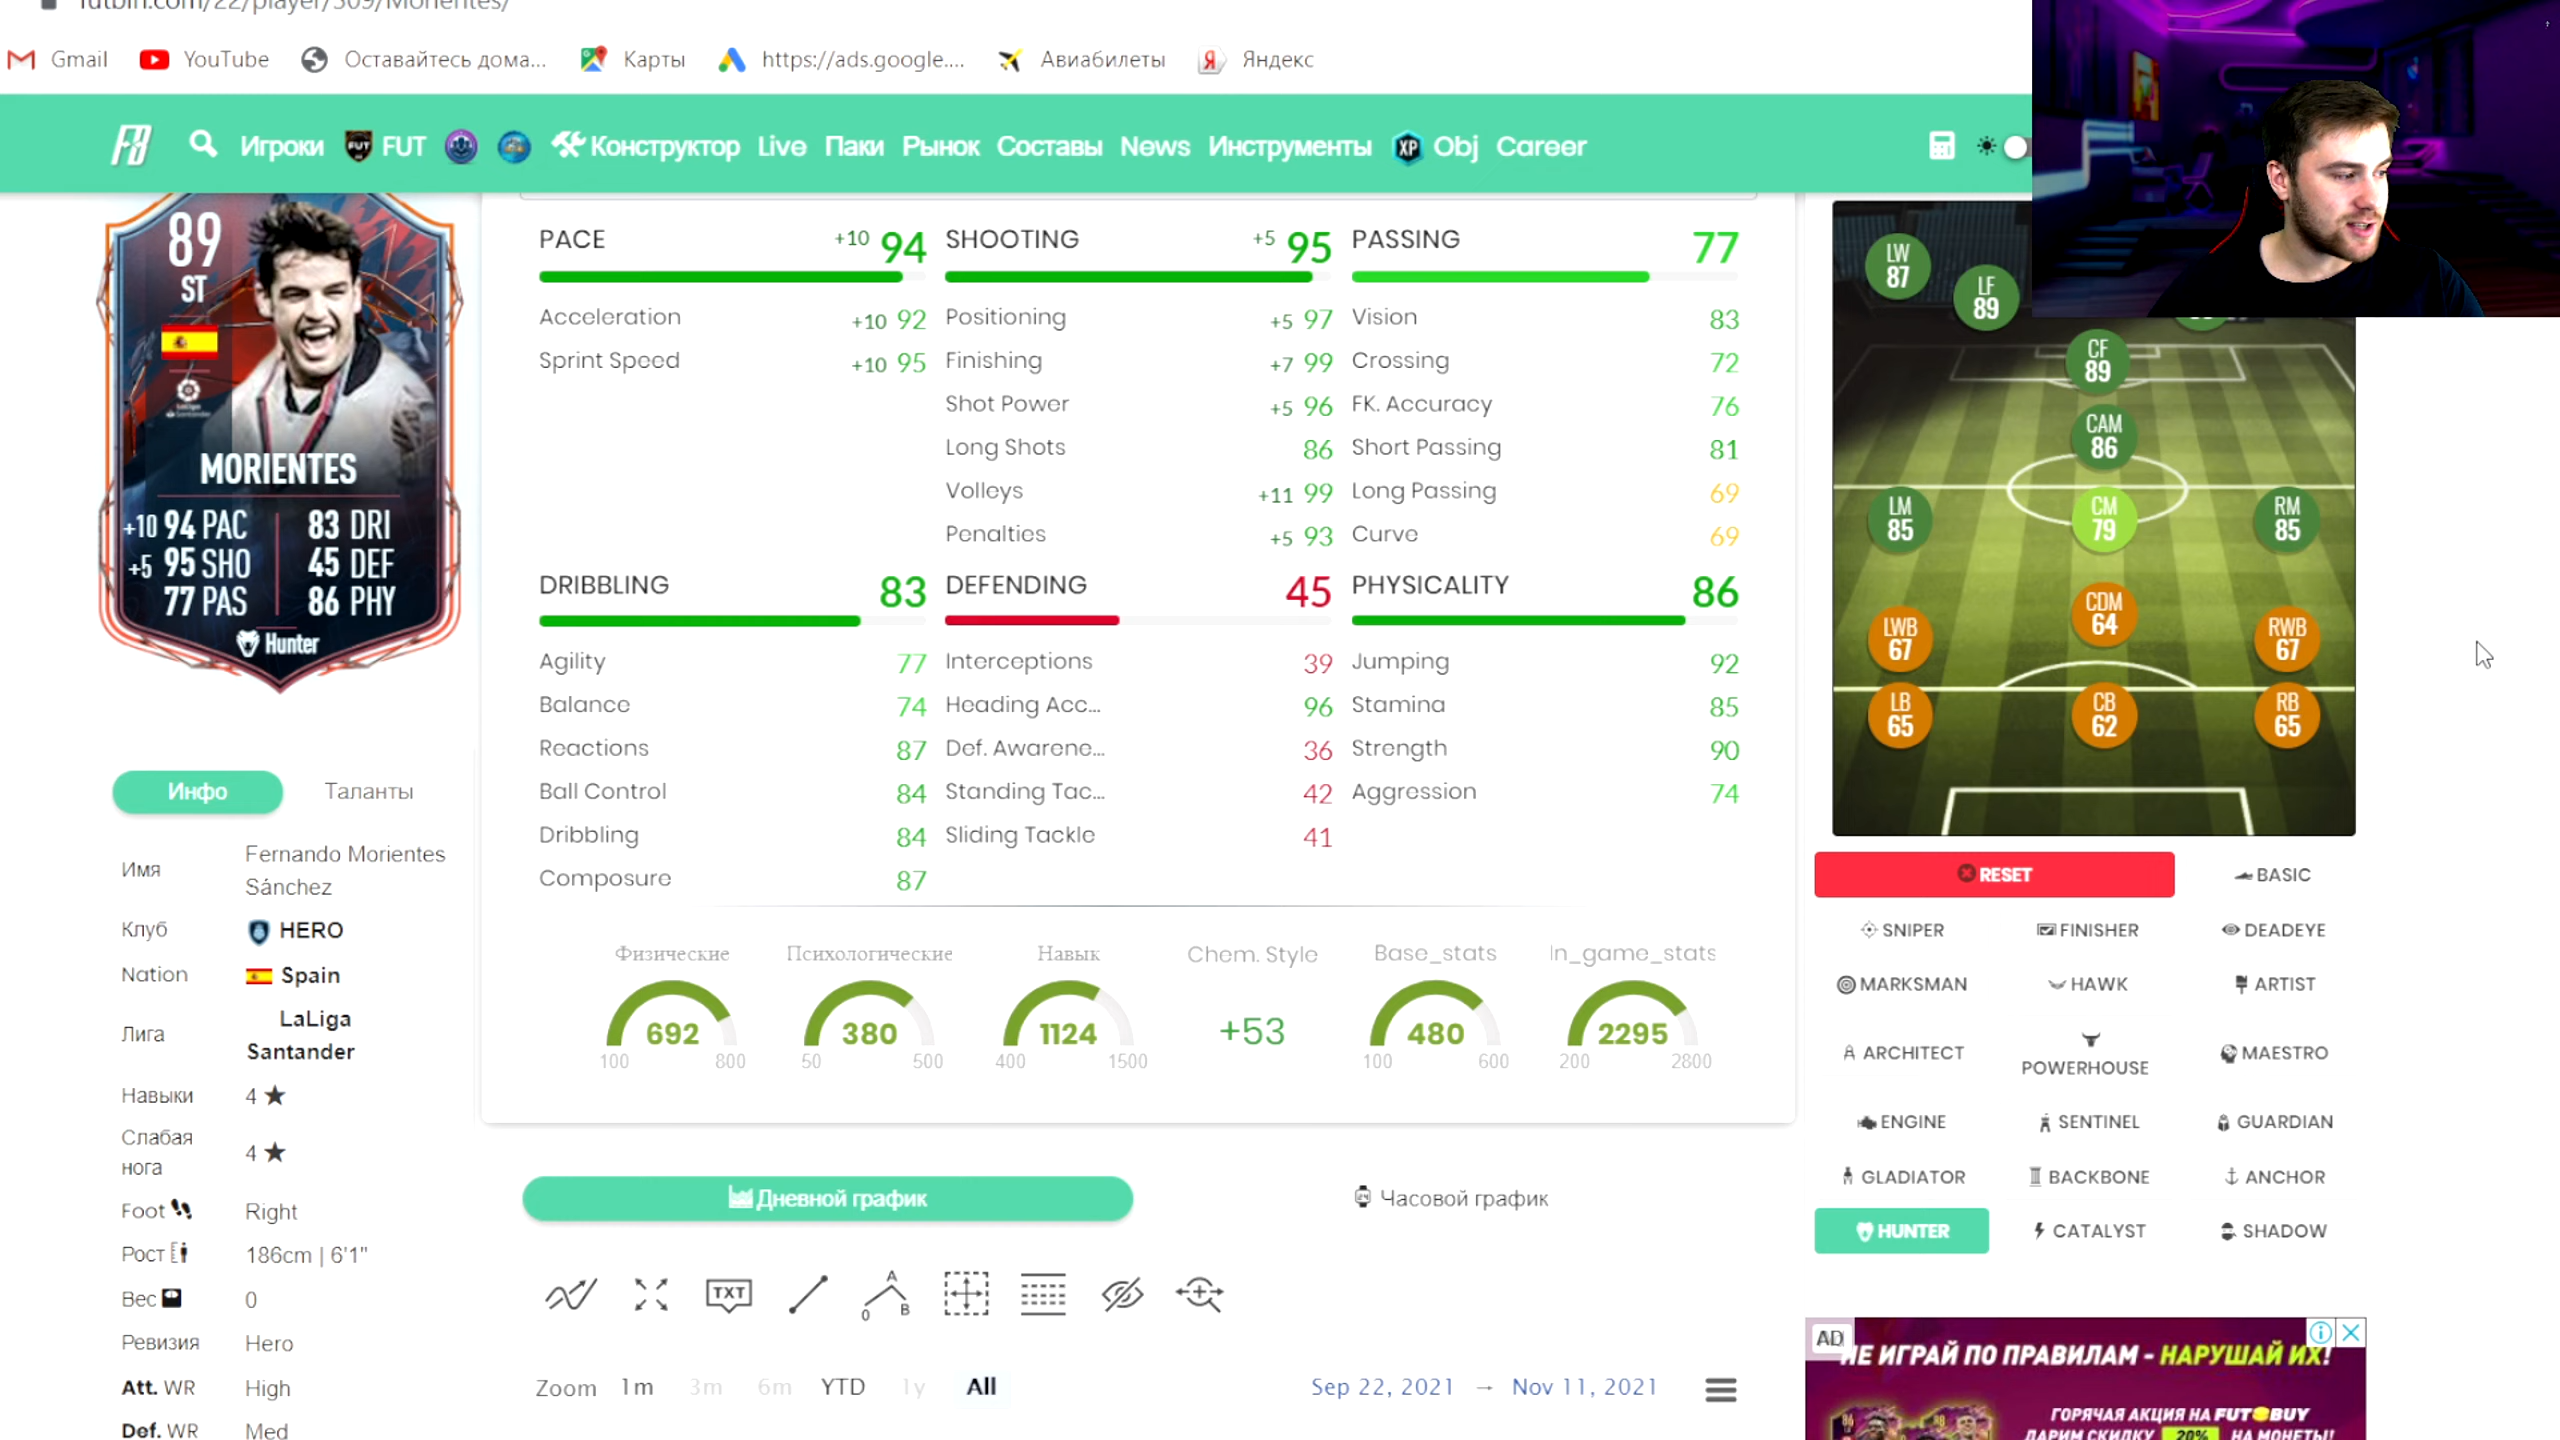 futbin.com/22/player/509/Morientes/
Gmail YouTube Оставайтесь дома... Карты https://ads.google.... Авиабилеты Яндекс
Игроки FUT Конструктор Live Паки Рынок Составы News Инструменты XP Obj Career
89
ST
MORIENTES
+10 94 PAC 83 DRI
+5 95 SHO 45 DEF
77 PAS 86 PHY
Hunter
Инфо Таланты
Имя Fernando Morientes Sánchez
Клуб HERO
Nation Spain
Лига LaLiga Santander
Навыки 4 ★
Слабая нога 4 ★
Foot Right
Рост 186cm | 6'1"
Вес 0
Ревизия Hero
Att. WR High
Def. WR Med
PACE +10 94
Acceleration +10 92
Sprint Speed +10 95
SHOOTING +5 95
Positioning +5 97
Finishing +7 99
Shot Power +5 96
Long Shots 86
Volleys +11 99
Penalties +5 93
PASSING 77
Vision 83
Crossing 72
FK. Accuracy 76
Short Passing 81
Long Passing 69
Curve 69
DRIBBLING 83
Agility 77
Balance 74
Reactions 87
Ball Control 84
Dribbling 84
Composure 87
DEFENDING 45
Interceptions 39
Heading Acc... 96
Def. Awarene... 36
Standing Tac... 42
Sliding Tackle 41
PHYSICALITY 86
Jumping 92
Stamina 85
Strength 90
Aggression 74
Физические Психологические Навык Chem. Style Base_stats In_game_stats
692 380 1124 +53 480 2295
100 800 50 500 400 1500 100 600 200 2800
Дневной график Часовой график
TXT
A
0 B
Zoom 1m 3m 6m YTD 1y All Sep 22, 2021 → Nov 11, 2021
LW
87
LF
89
CF
89
CAM
86
LM
85
CM
79
RM
85
CDM
64
LWB
67
RWB
67
LB
65
CB
62
RB
65
RESET BASIC
SNIPER FINISHER DEADEYE
MARKSMAN HAWK ARTIST
ARCHITECT POWERHOUSE MAESTRO
ENGINE SENTINEL GUARDIAN
GLADIATOR BACKBONE ANCHOR
HUNTER CATALYST SHADOW
AD
НЕ ИГРАЙ ПО ПРАВИЛАМ - НАРУШАЙ ИХ!
ГОРЯЧАЯ АКЦИЯ НА FUTBUY
ДАРИМ СКИДКУ 20% НА МОНЕТЫ!